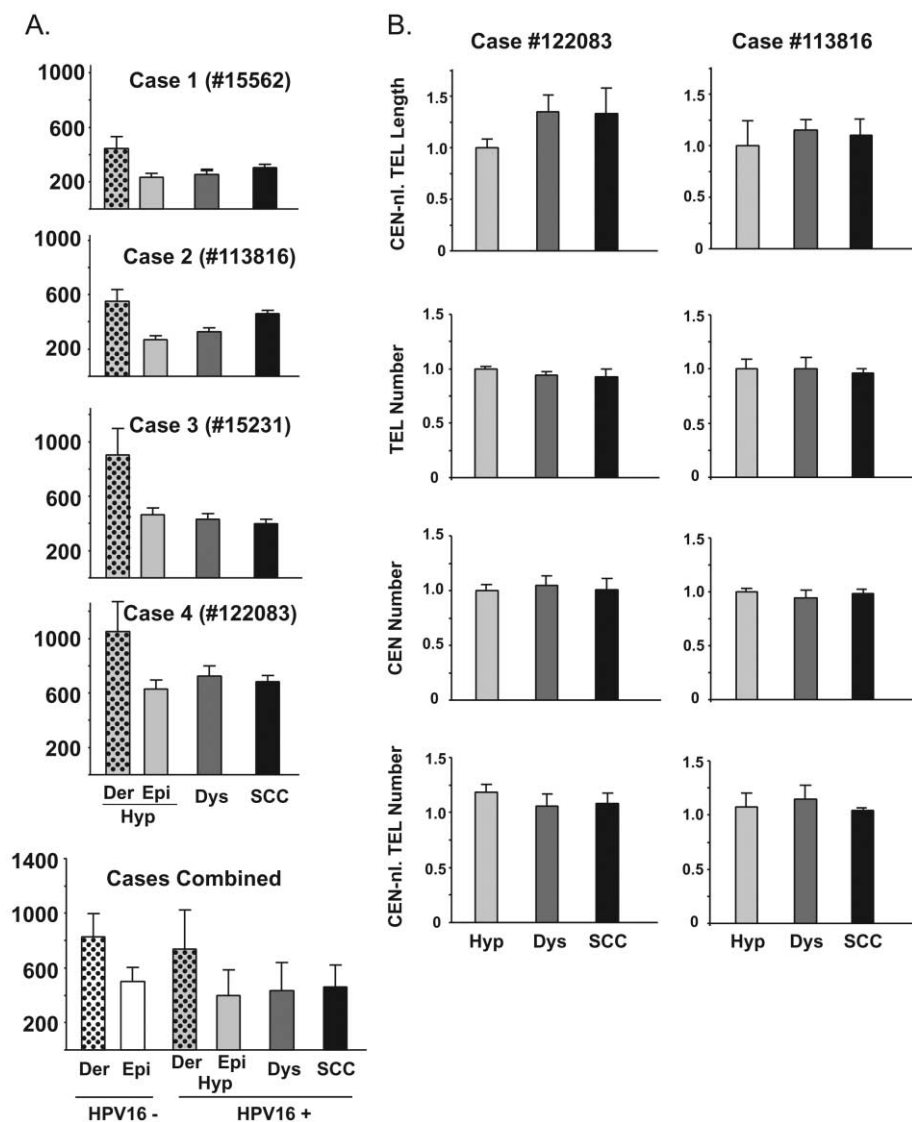 A.
Case 1 (#15562)
1000
600
200
Case 2 (#113816)
1000
600
200
Case 3 (#15231)
1000
600
200
Case 4 (#122083)
1000
600
200
Der Epi Dys SCC
Hyp
Cases Combined
1400
1000
600
200
Der Epi Der Epi Dys SCC
Hyp
HPV16 - HPV16 +
B.
Case #122083 Case #113816
CEN-nl. TEL Length
1.5 1.5
1.0 1.0
0.5 0.5
0 0
TEL Number
1.5 1.5
1.0 1.0
0.5 0.5
0 0
CEN Number
1.5 1.5
1.0 1.0
0.5 0.5
0 0
CEN-nl. TEL Number
1.5 1.5
1.0 1.0
0.5 0.5
0 0
Hyp Dys SCC Hyp Dys SCC